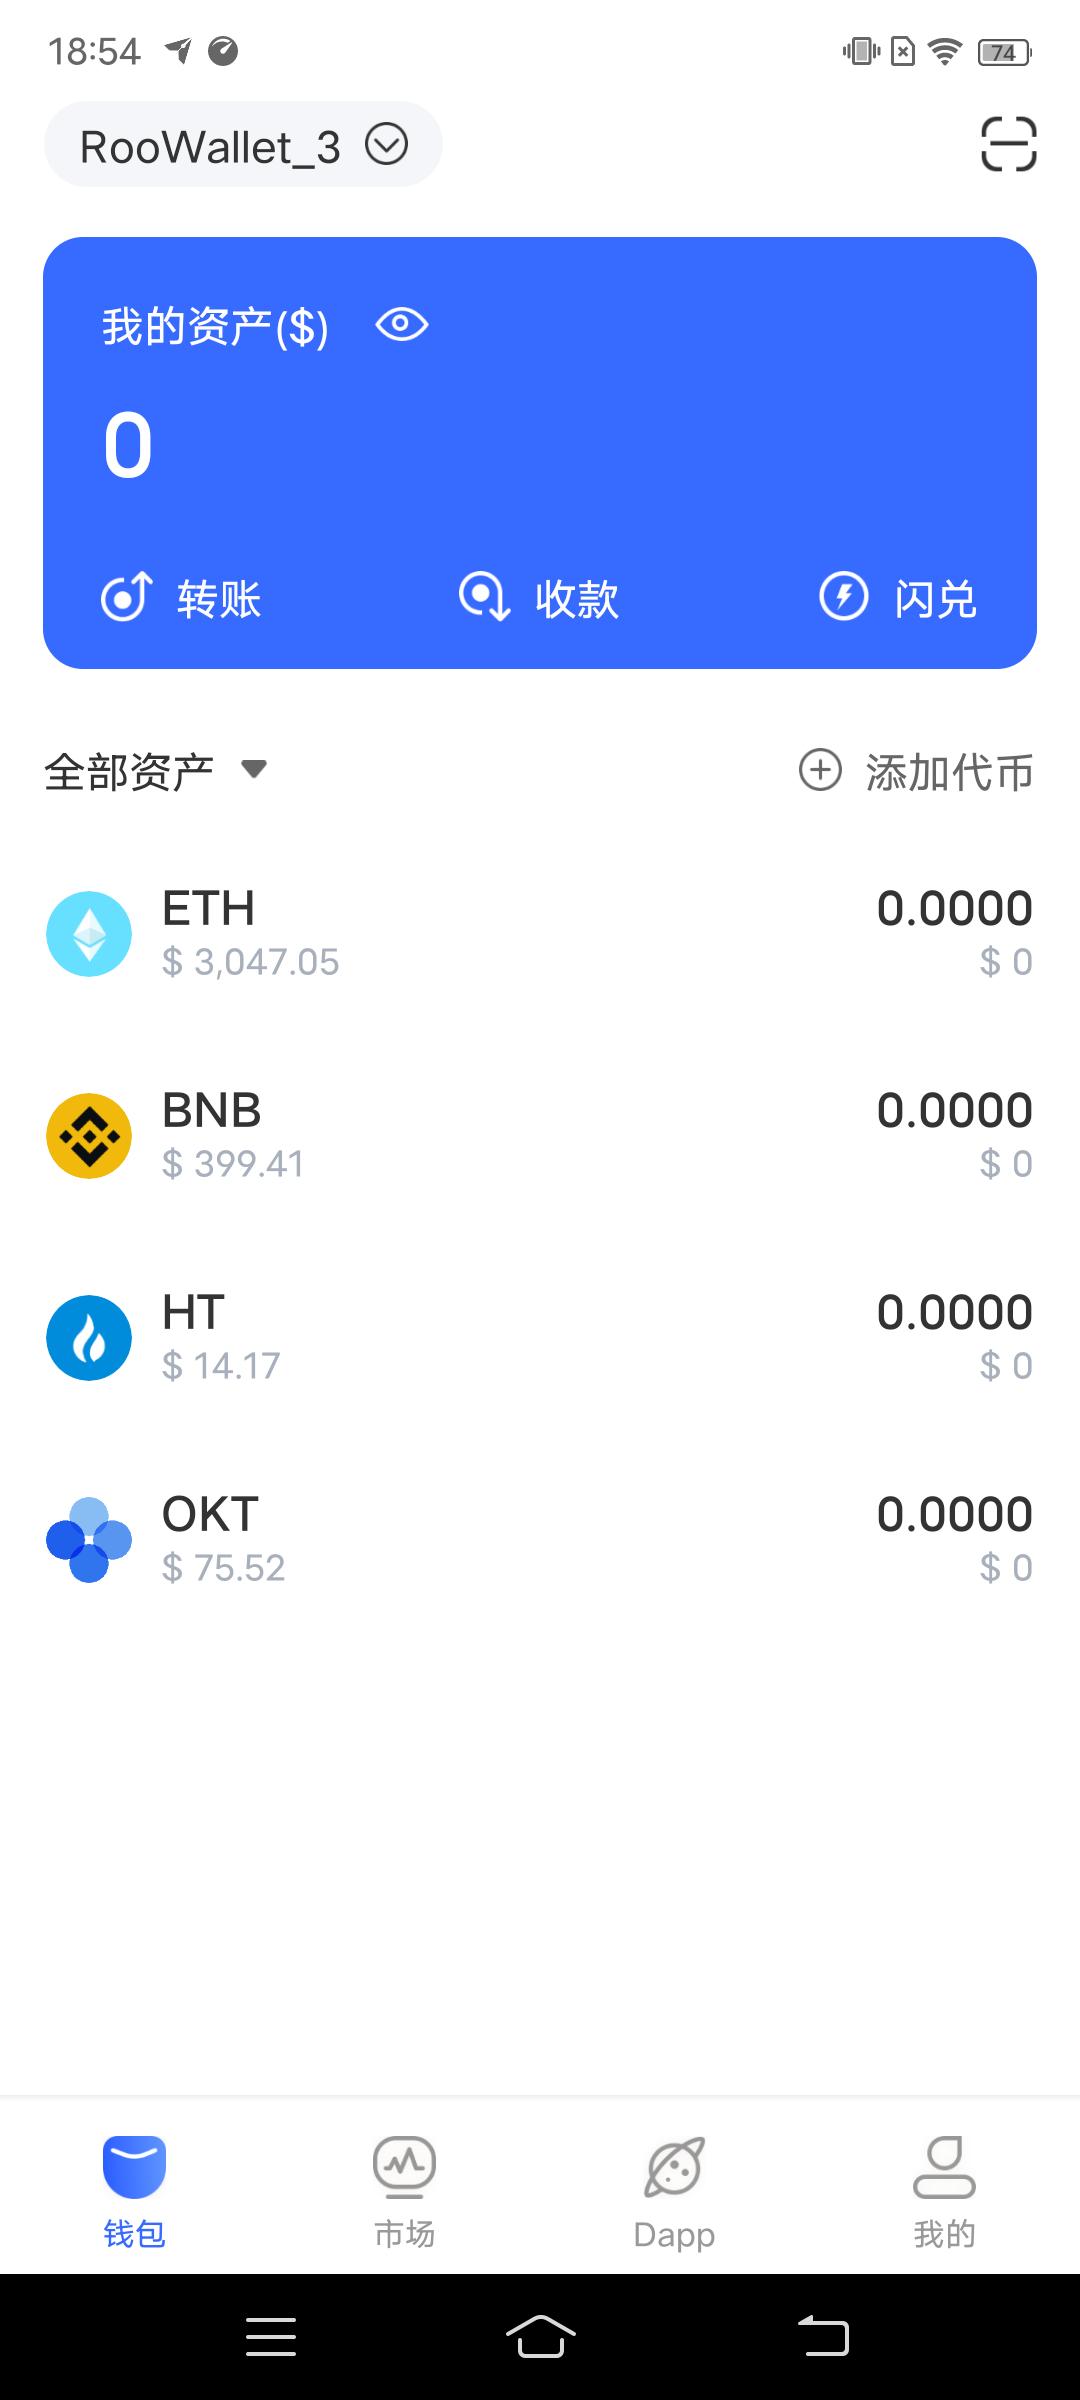 18:54
74
RooWallet_3
我的资产($)
0
转账 收款 闪兑
全部资产 添加代币
ETH 0.0000
$ 3,047.05 $ 0
BNB 0.0000
$ 399.41 $ 0
HT 0.0000
$ 14.17 $ 0
OKT 0.0000
$ 75.52 $ 0
钱包 市场 Dapp 我的